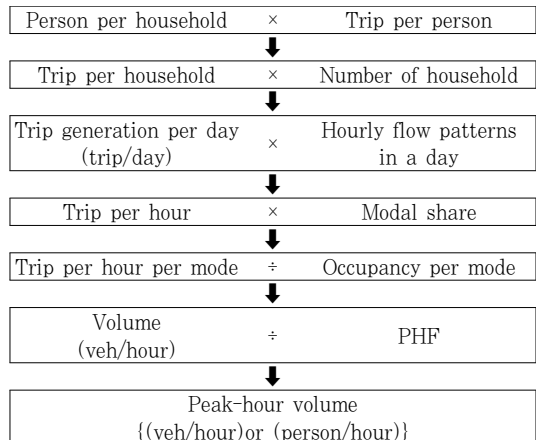 Person per household × Trip per person
Trip per household × Number of household
Trip generation per day × Hourly flow patterns
(trip/day) in a day
Trip per hour × Modal share
Trip per hour per mode ÷ Occupancy per mode
Volume
(veh/hour) ÷ PHF
Peak-hour volume
{(veh/hour)or (person/hour)}